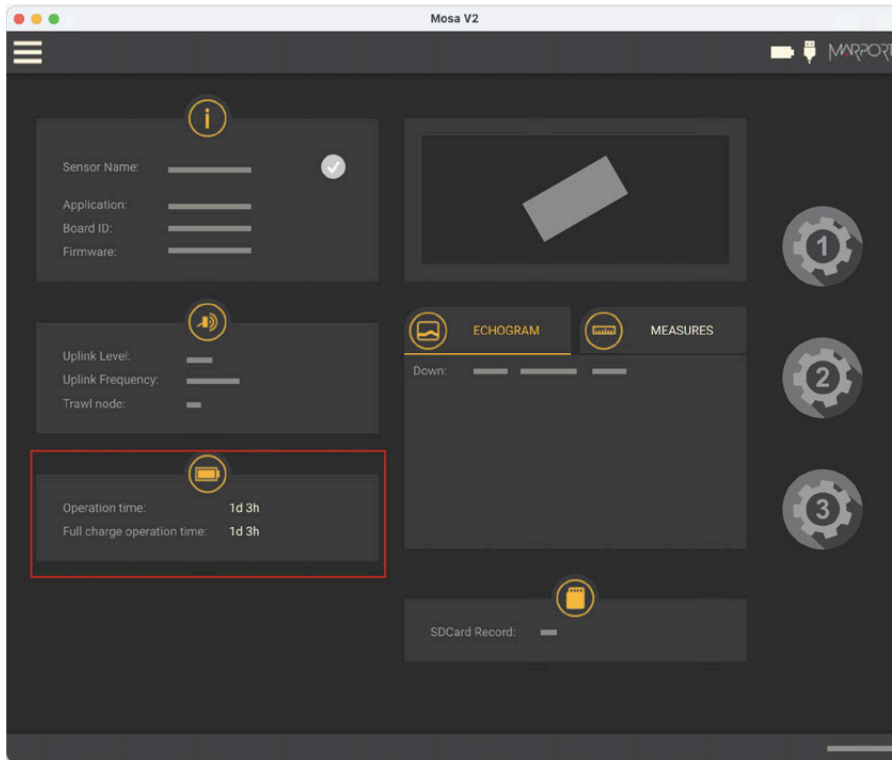 Mosa V2
MARPORT
Sensor Name:
Application:
Board ID:
Firmware:
Uplink Level:
Uplink Frequency:
Trawl node:
Operation time: 1d 3h
Full charge operation time: 1d 3h
ECHOGRAM MEASURES
Down:
SDCard Record:
1
2
3